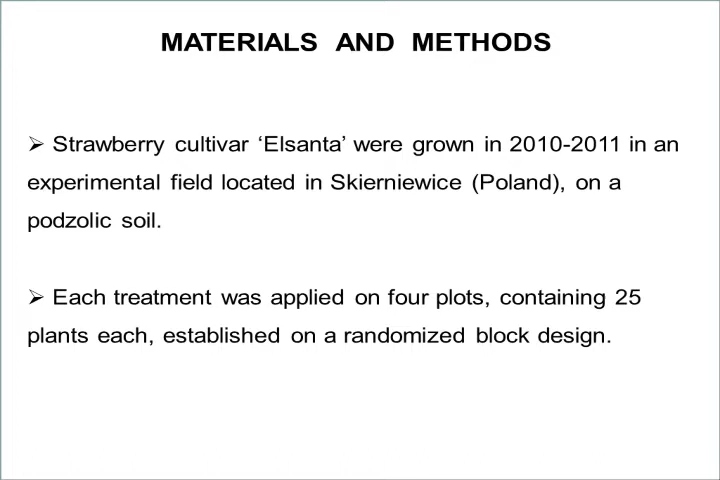 MATERIALS AND METHODS
➢ Strawberry cultivar ‘Elsanta’ were grown in 2010-2011 in an
experimental field located in Skierniewice (Poland), on a
podzolic soil.
➢ Each treatment was applied on four plots, containing 25
plants each, established on a randomized block design.